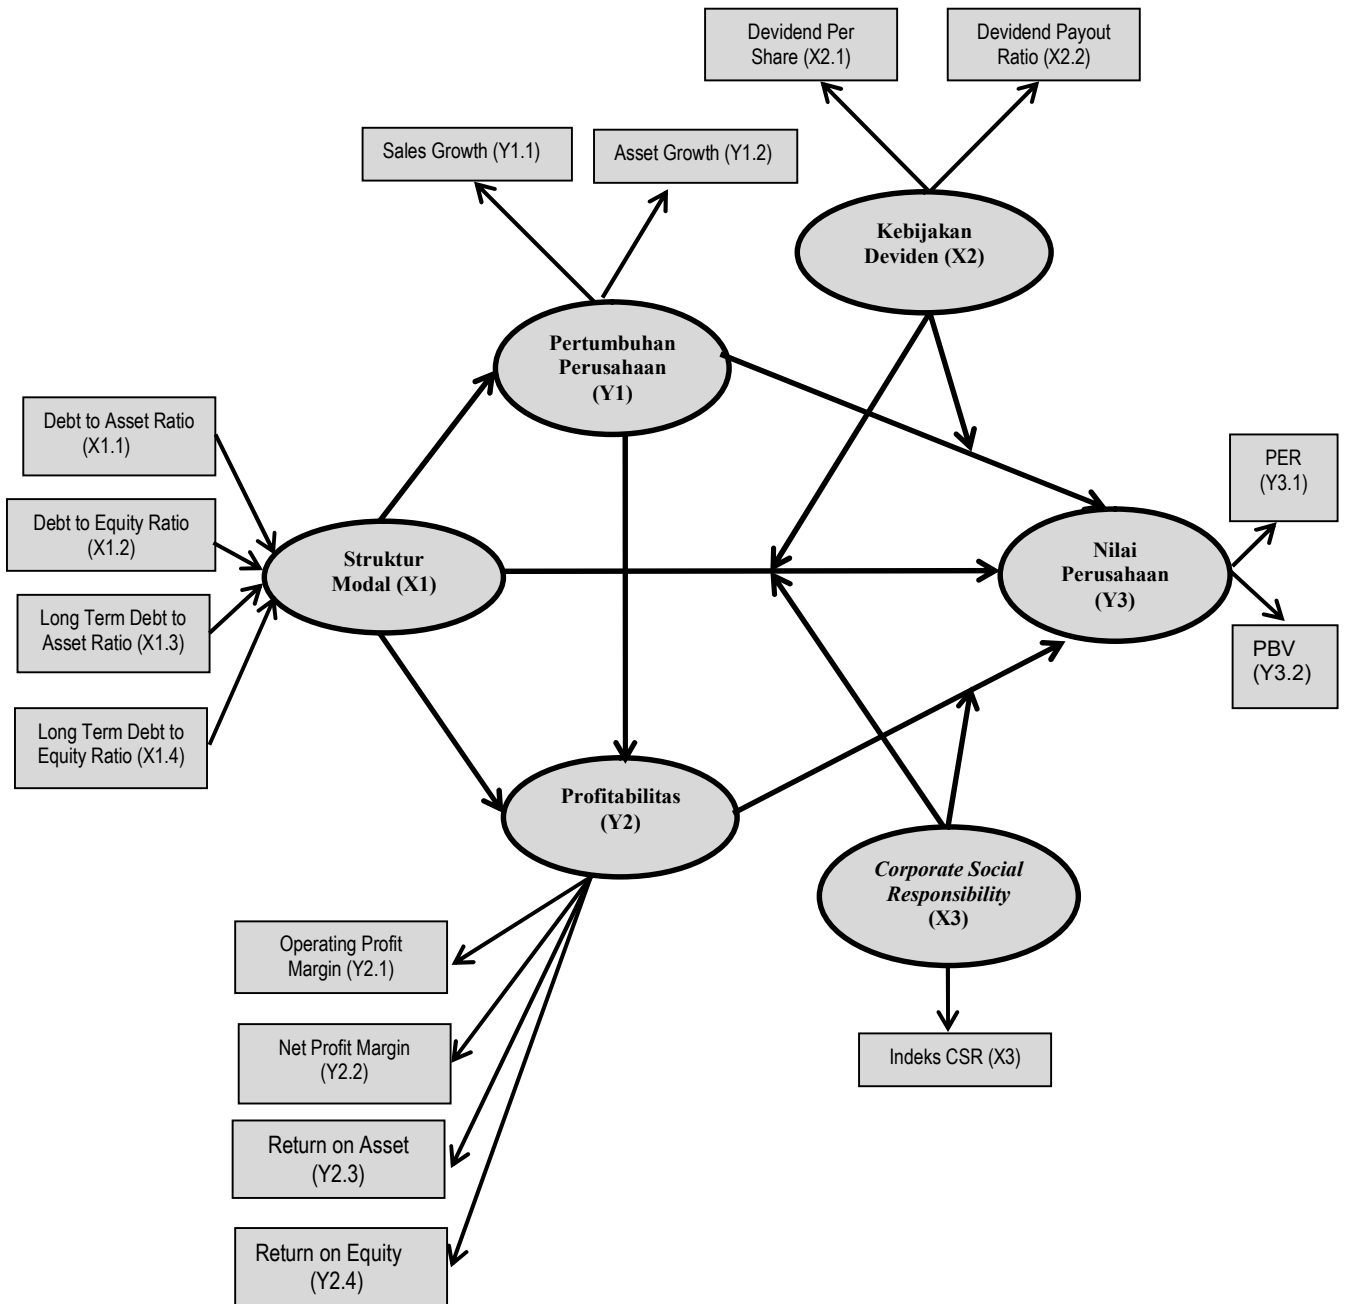 Devidend Per
Share (X2.1)
Devidend Payout
Ratio (X2.2)
Sales Growth (Y1.1)
Asset Growth (Y1.2)
Kebijakan
Deviden (X2)
Pertumbuhan
Perusahaan
(Y1)
Debt to Asset Ratio
(X1.1)
Debt to Equity Ratio
(X1.2)
Long Term Debt to
Asset Ratio (X1.3)
Long Term Debt to
Equity Ratio (X1.4)
Struktur
Modal (X1)
Nilai
Perusahaan
(Y3)
PER
(Y3.1)
PBV
(Y3.2)
Profitabilitas
(Y2)
Corporate Social
Responsibility
(X3)
Operating Profit
Margin (Y2.1)
Net Profit Margin
(Y2.2)
Return on Asset
(Y2.3)
Return on Equity
(Y2.4)
Indeks CSR (X3)